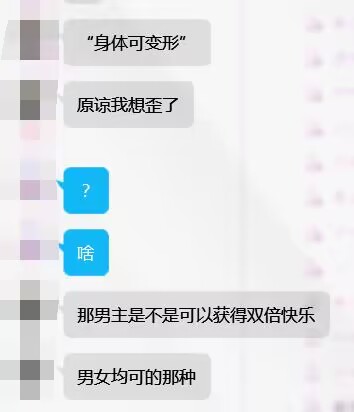 “身体可变形”
原谅我想歪了
？
啥
那男主是不是可以获得双倍快乐
男女均可的那种